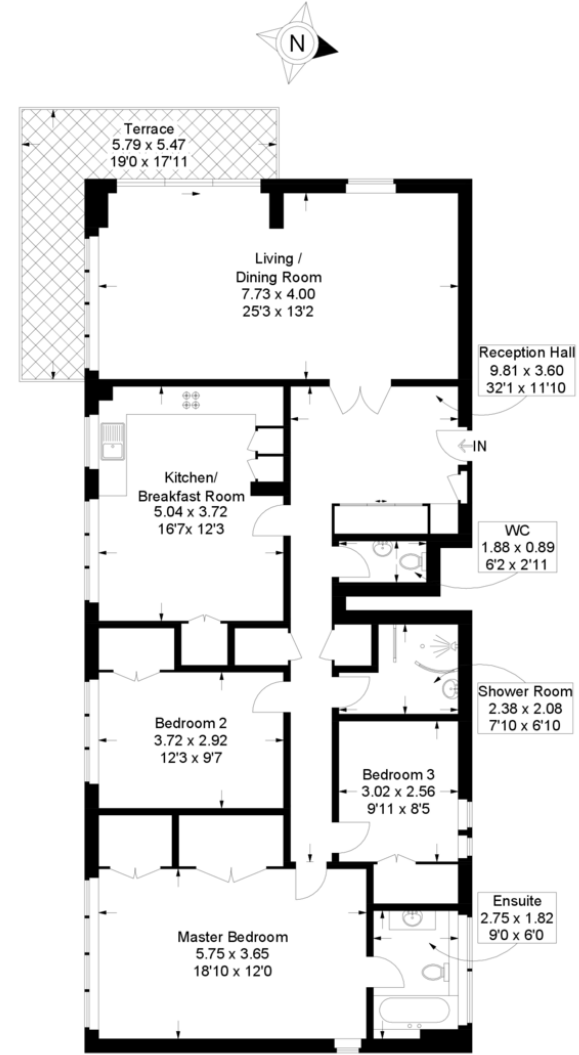 N
Terrace
5.79 x 5.47
19'0 x 17'11
Living /
Dining Room
7.73 x 4.00
25'3 x 13'2
Reception Hall
9.81 x 3.60
32'1 x 11'10
IN
Kitchen/
Breakfast Room
5.04 x 3.72
16'7x 12'3
WC
1.88 x 0.89
6'2 x 2'11
Shower Room
2.38 x 2.08
7'10 x 6'10
Bedroom 2
3.72 x 2.92
12'3 x 9'7
Bedroom 3
3.02 x 2.56
9'11 x 8'5
Ensuite
2.75 x 1.82
9'0 x 6'0
Master Bedroom
5.75 x 3.65
18'10 x 12'0